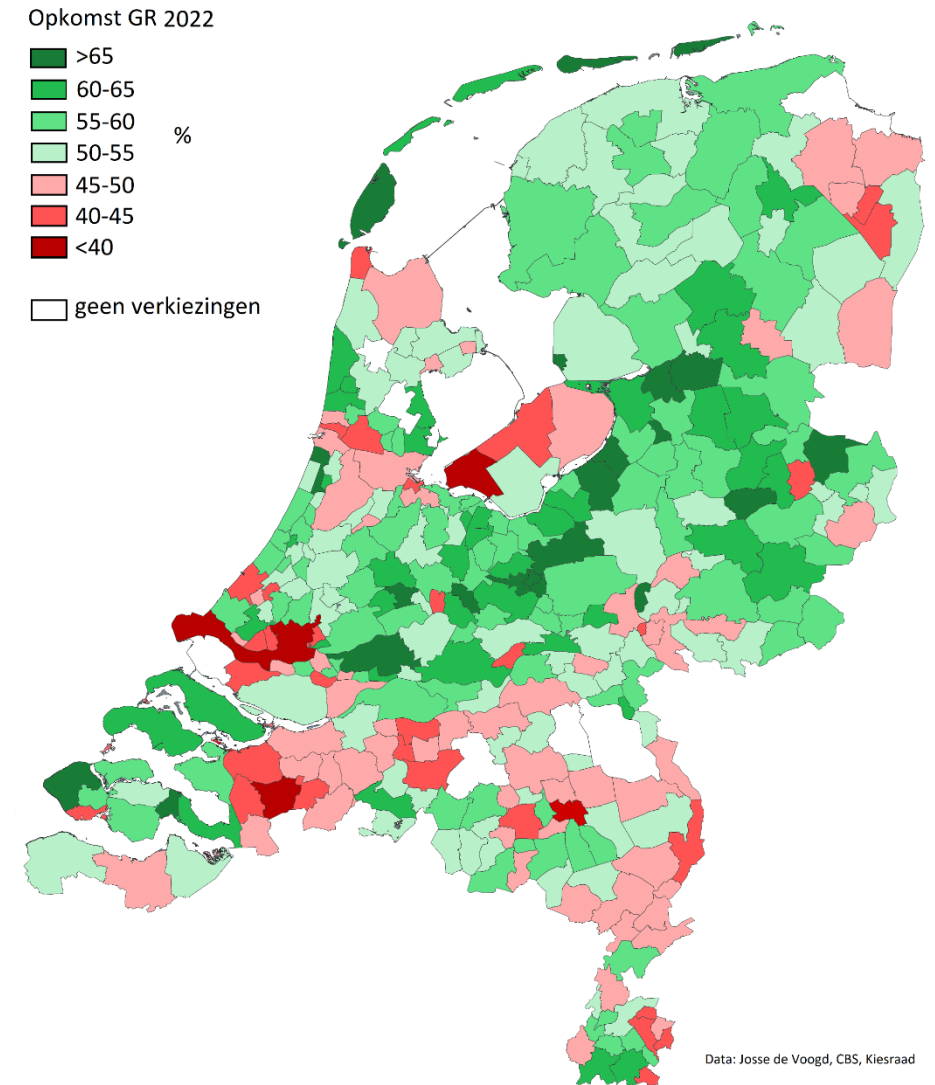 Opkomst GR 2022
>65
60-65
55-60
%
50-55
45-50
40-45
<40
geen verkiezingen
Data: Josse de Voogd, CBS, Kiesraad